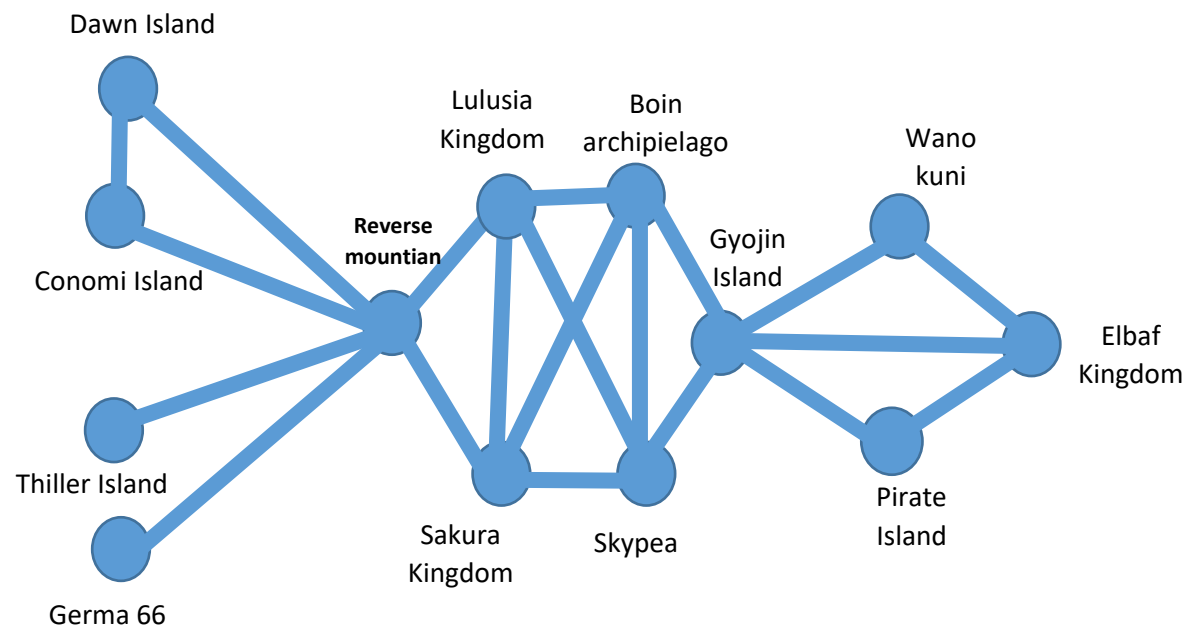 Dawn Island
Lulusia
Kingdom
Boin
archipielago
Wano
kuni
Reverse
mountian
Gyojin
Island
Conomi Island
Elbaf
Kingdom
Thiller Island
Sakura
Kingdom
Skypea
Pirate
Island
Germa 66